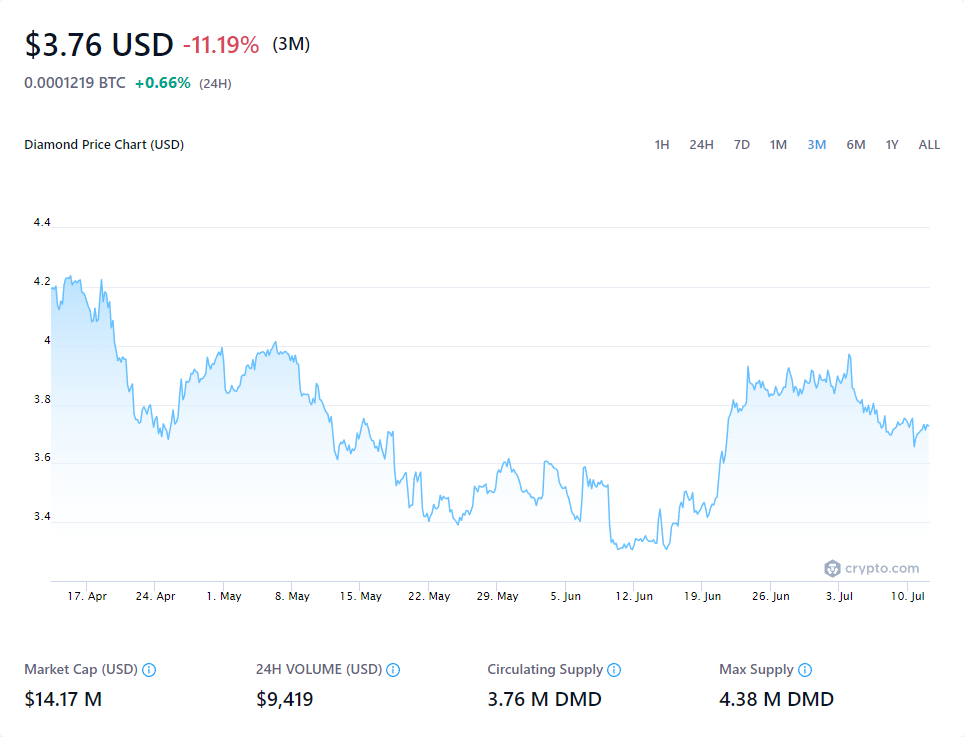 $3.76 USD -11.19% (3M)
0.0001219 BTC +0.66% (24H)
Diamond Price Chart (USD) 1H 24H 7D 1M 3M 6M 1Y ALL
4.4
4.2
4
3.8
3.6
3.4
crypto.com
17. Apr 24. Apr 1. May 8. May 15. May 22. May 29. May 5. Jun 12. Jun 19. Jun 26. Jun 3. Jul 10. Jul
Market Cap (USD) 24H VOLUME (USD) Circulating Supply Max Supply
$14.17 M $9,419 3.76 M DMD 4.38 M DMD